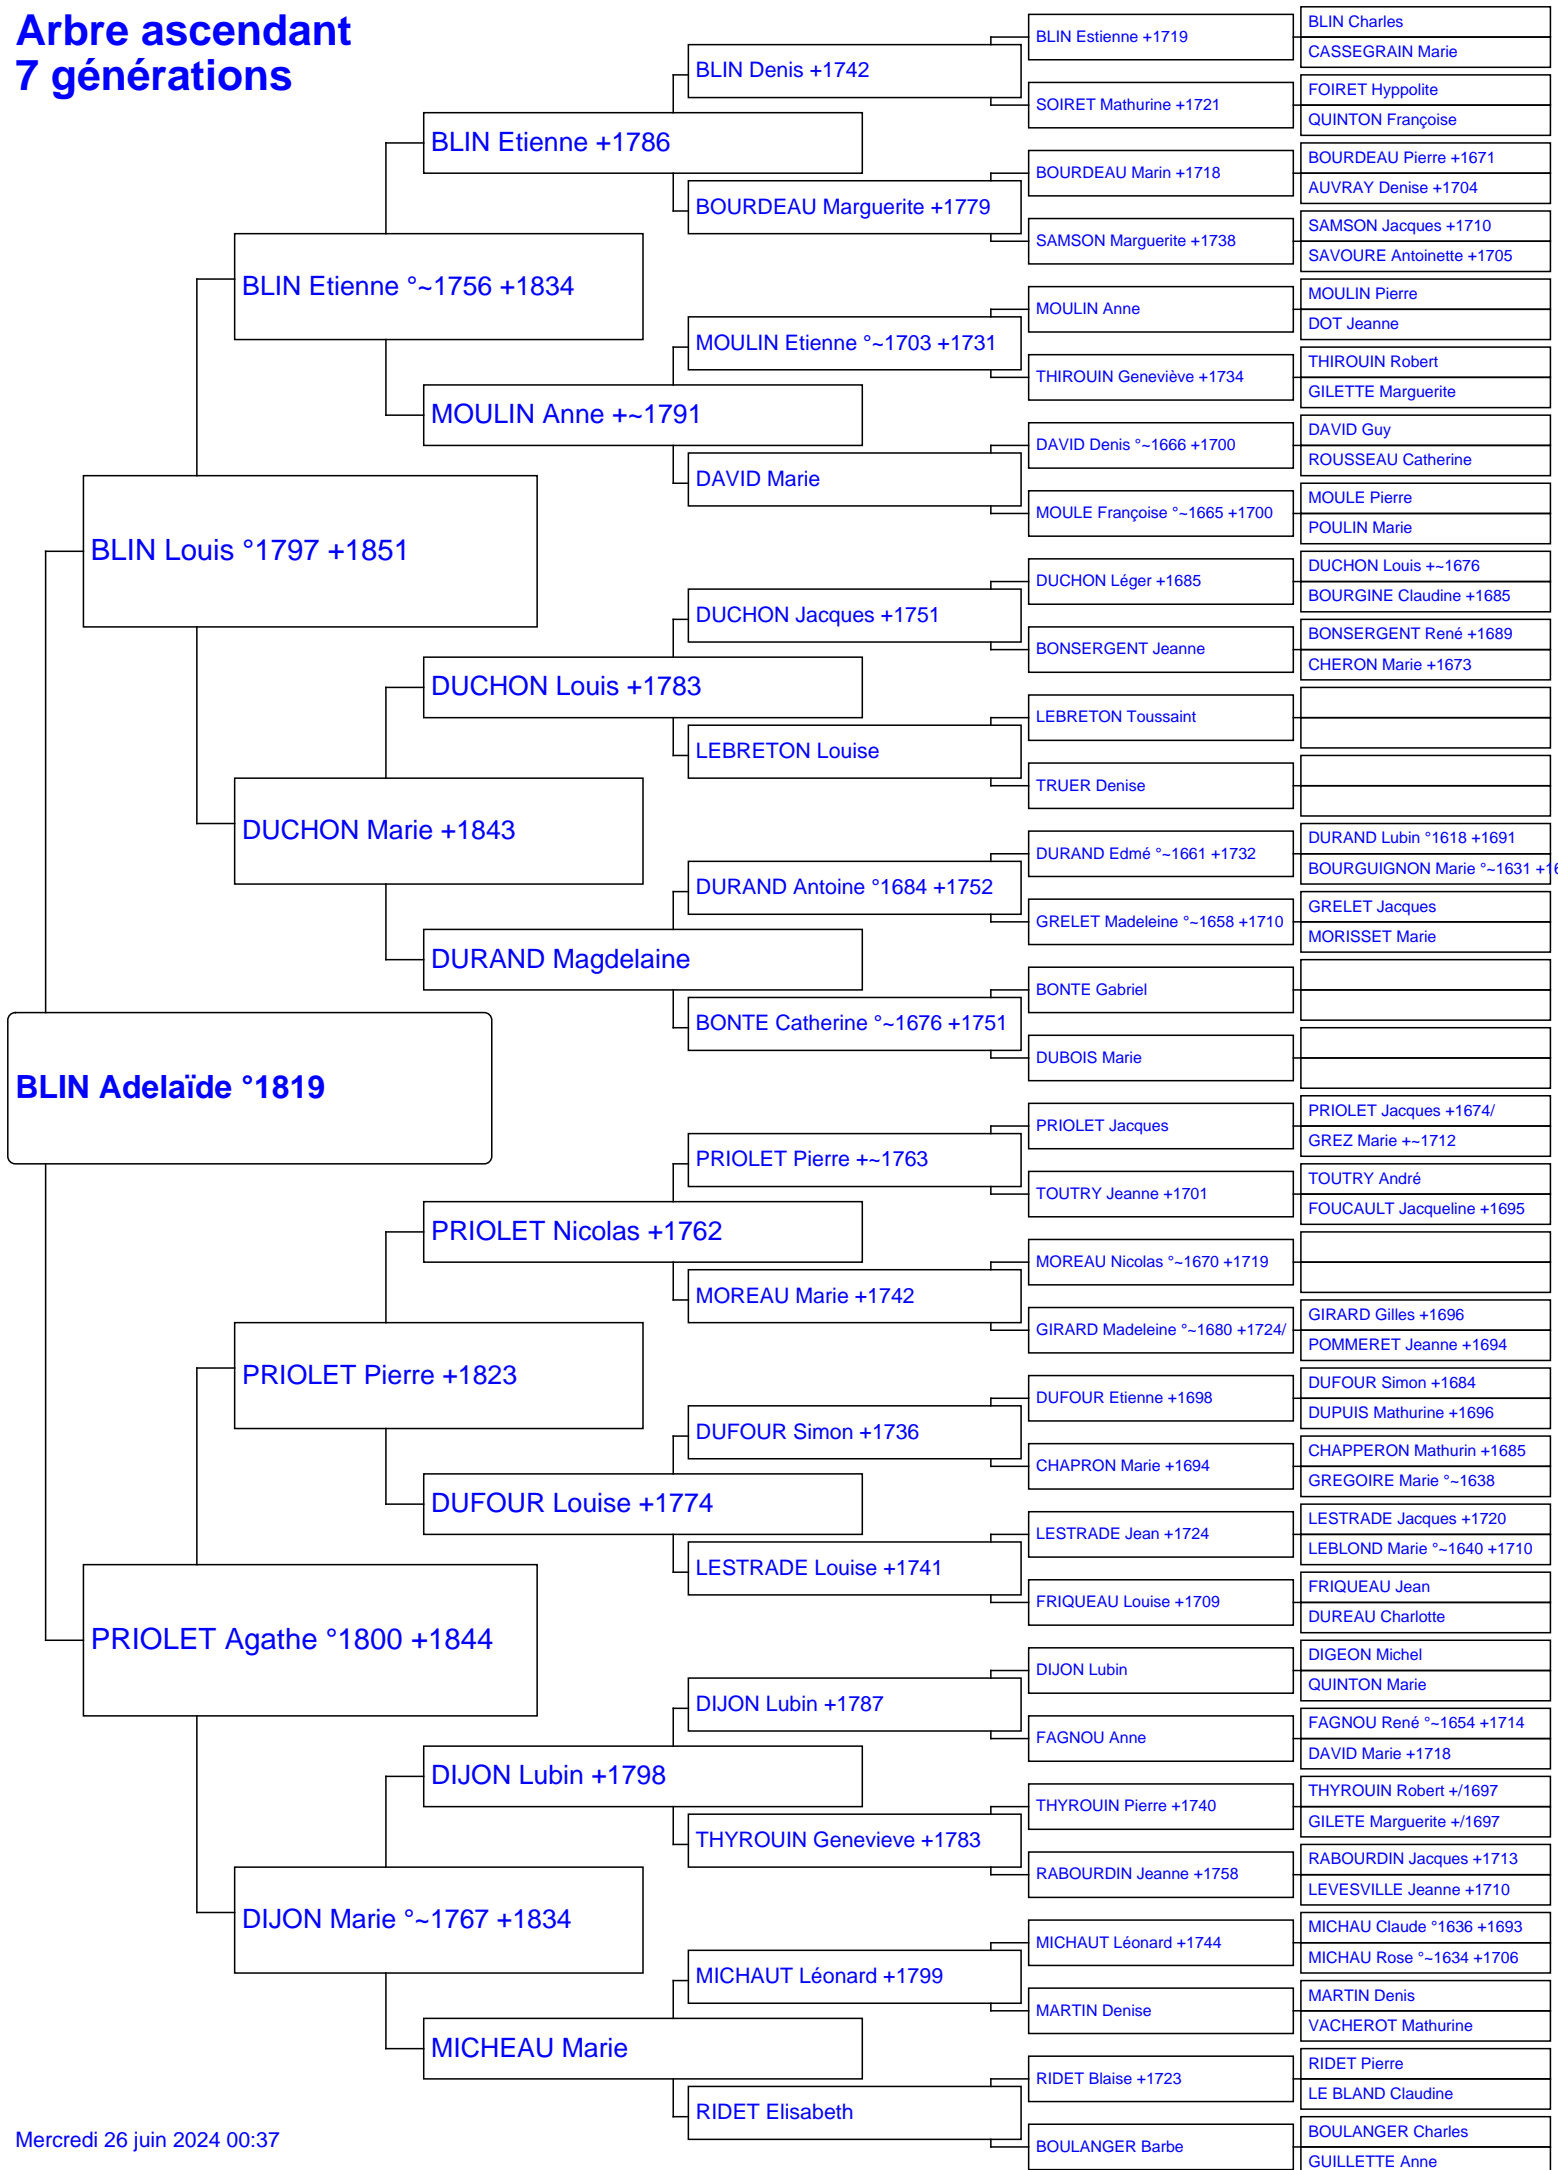 Arbre ascendant
7 générations
BLIN Adelaïde °1819
BLIN Louis °1797 +1851
PRIOLET Agathe °1800 +1844
BLIN Etienne °~1756 +1834
DUCHON Marie +1843
PRIOLET Pierre +1823
DIJON Marie °~1767 +1834
BLIN Etienne +1786
MOULIN Anne +~1791
DUCHON Louis +1783
DURAND Magdelaine
PRIOLET Nicolas +1762
DUFOUR Louise +1774
DIJON Lubin +1798
MICHEAU Marie
BLIN Denis +1742
BOURDEAU Marguerite +1779
MOULIN Etienne °~1703 +1731
DAVID Marie
DUCHON Jacques +1751
LEBRETON Louise
DURAND Antoine °1684 +1752
BONTE Catherine °~1676 +1751
PRIOLET Pierre +~1763
MOREAU Marie +1742
DUFOUR Simon +1736
LESTRADE Louise +1741
DIJON Lubin +1787
THYROUIN Genevieve +1783
MICHAUT Léonard +1799
RIDET Elisabeth
BLIN Estienne +1719
SOIRET Mathurine +1721
BOURDEAU Marin +1718
SAMSON Marguerite +1738
MOULIN Anne
THIROUIN Geneviève +1734
DAVID Denis °~1666 +1700
MOULE Françoise °~1665 +1700
DUCHON Léger +1685
BONSERGENT Jeanne
LEBRETON Toussaint
TRUER Denise
DURAND Edmé °~1661 +1732
GRELET Madeleine °~1658 +1710
BONTE Gabriel
DUBOIS Marie
PRIOLET Jacques
TOUTRY Jeanne +1701
MOREAU Nicolas °~1670 +1719
GIRARD Madeleine °~1680 +1724/
DUFOUR Etienne +1698
CHAPRON Marie +1694
LESTRADE Jean +1724
FRIQUEAU Louise +1709
DIJON Lubin
FAGNOU Anne
THYROUIN Pierre +1740
RABOURDIN Jeanne +1758
MICHAUT Léonard +1744
MARTIN Denise
RIDET Blaise +1723
BOULANGER Barbe
BLIN Charles
CASSEGRAIN Marie
FOIRET Hyppolite
QUINTON Françoise
BOURDEAU Pierre +1671
AUVRAY Denise +1704
SAMSON Jacques +1710
SAVOURE Antoinette +1705
MOULIN Pierre
DOT Jeanne
THIROUIN Robert
GILETTE Marguerite
DAVID Guy
ROUSSEAU Catherine
MOULE Pierre
POULIN Marie
DUCHON Louis +~1676
BOURGINE Claudine +1685
BONSERGENT René +1689
CHERON Marie +1673
DURAND Lubin °1618 +1691
BOURGUIGNON Marie °~1631
GRELET Jacques
MORISSET Marie
PRIOLET Jacques +1674/
GREZ Marie +~1712
TOUTRY André
FOUCAULT Jacqueline +1695
GIRARD Gilles +1696
POMMERET Jeanne +1694
DUFOUR Simon +1684
DUPUIS Mathurine +1696
CHAPPERON Mathurin +1685
GREGOIRE Marie °~1638
LESTRADE Jacques +1720
LEBLOND Marie °~1640 +1710
FRIQUEAU Jean
DUREAU Charlotte
DIGEON Michel
QUINTON Marie
FAGNOU René °~1654 +1714
DAVID Marie +1718
THYROUIN Robert +/1697
GILETE Marguerite +/1697
RABOURDIN Jacques +1713
LEVESVILLE Jeanne +1710
MICHAU Claude °1636 +1693
MICHAU Rose °~1634 +1706
MARTIN Denis
VACHEROT Mathurine
RIDET Pierre
LE BLAND Claudine
BOULANGER Charles
GUILLETTE Anne
Mercredi 26 juin 2024 00:37